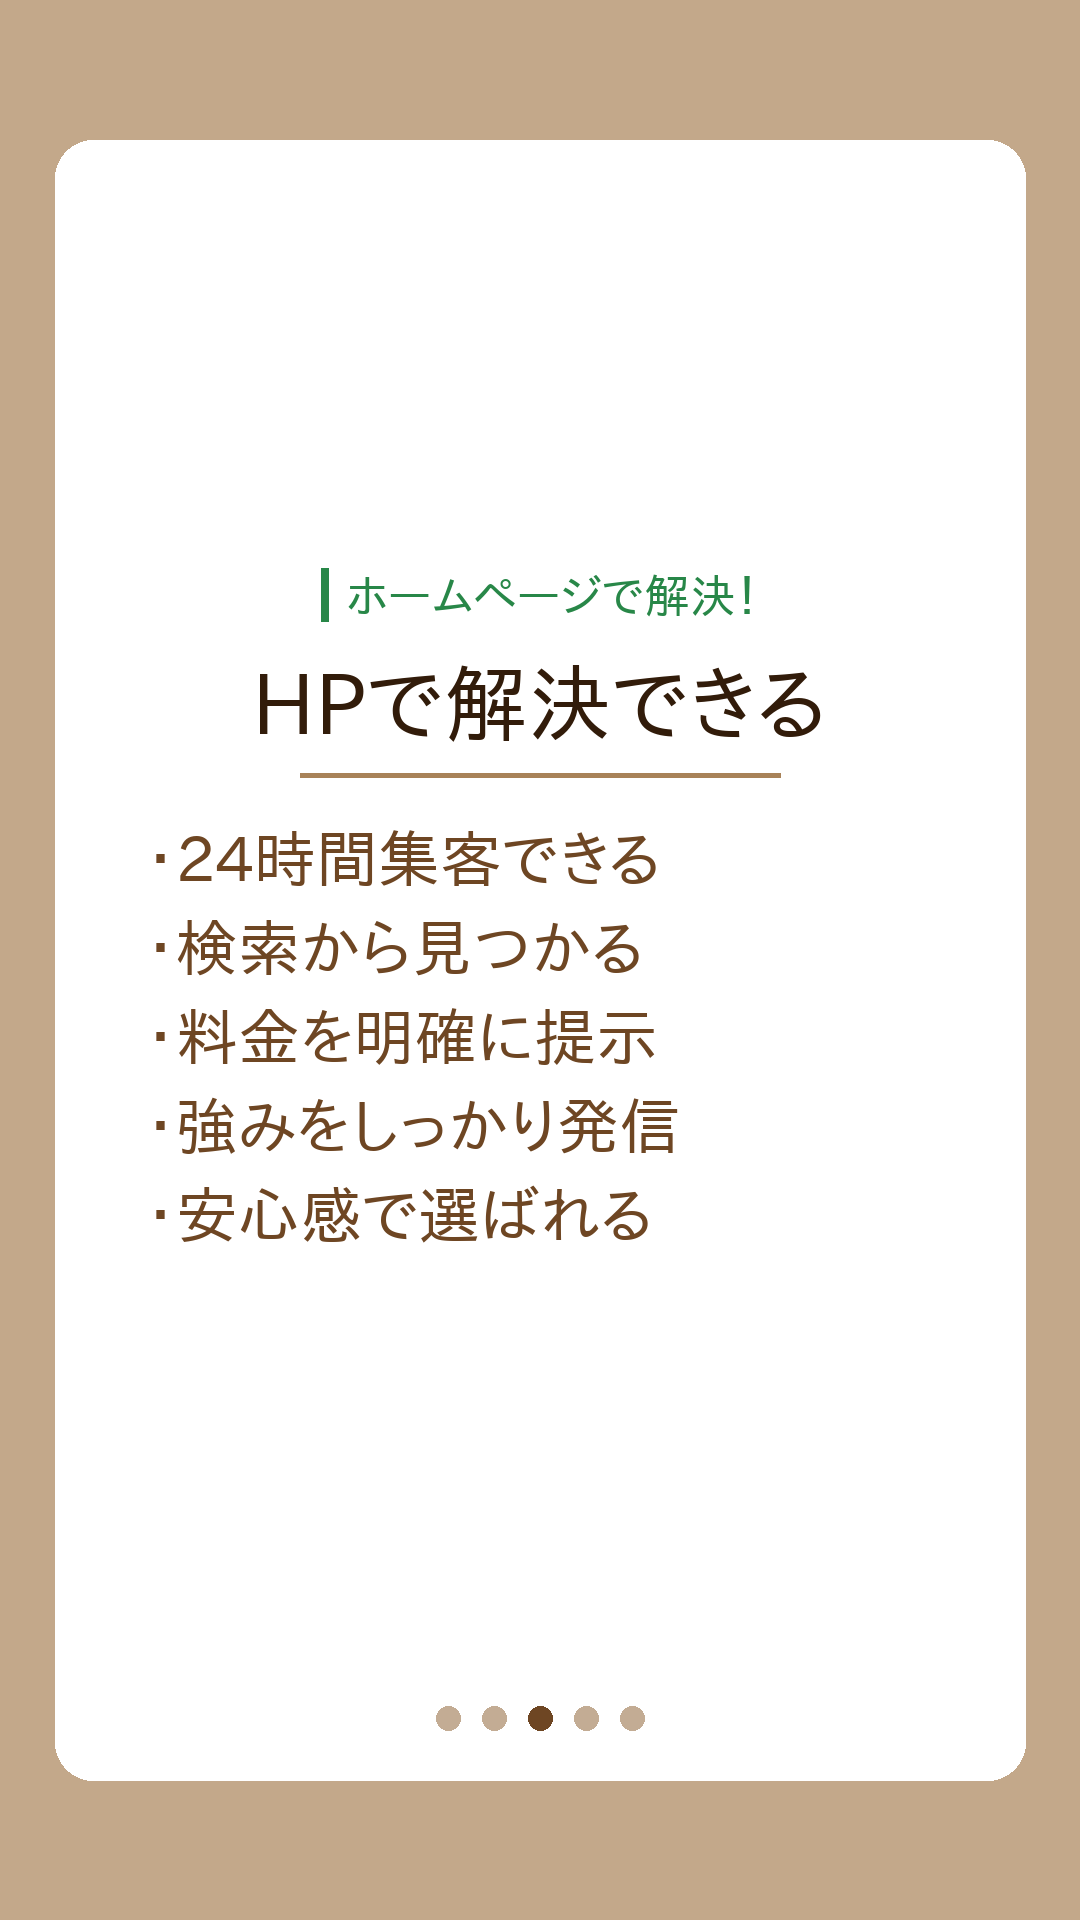 ホームページで解決！
HPで解決できる
・24時間集客できる
・検索から見つかる
・料金を明確に提示
・強みをしっかり発信
・安心感で選ばれる